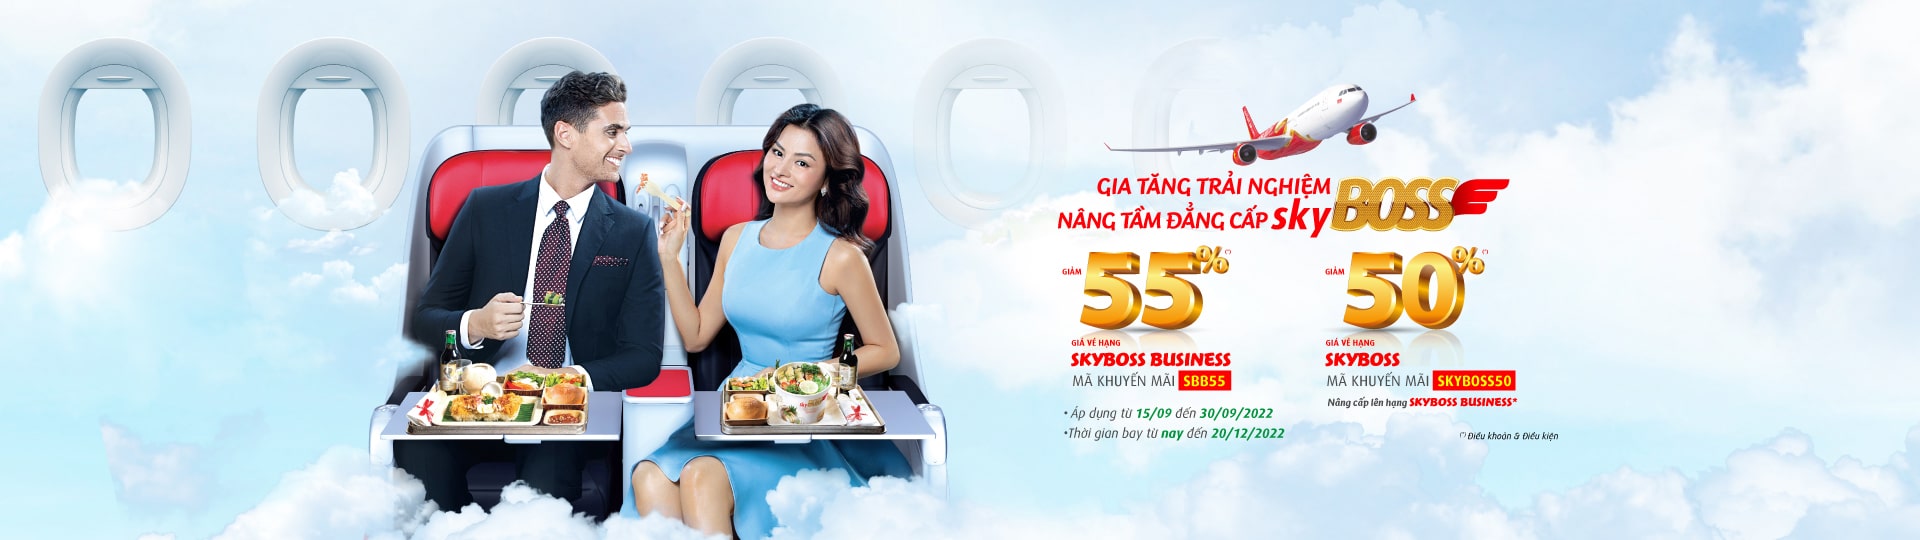 GIA TĂNG TRẢI NGHIỆM
NÂNG TẦM ĐẲNG CẤP skyBOSS
GIẢM 55%(*)
GIÁ VÉ HẠNG
SKYBOSS BUSINESS
MÃ KHUYẾN MÃI SBB55
• Áp dụng từ 15/09 đến 30/09/2022
•Thời gian bay từ nay đến 20/12/2022
GIẢM 50%(*)
GIÁ VÉ HẠNG
SKYBOSS
MÃ KHUYẾN MÃI SKYBOSS50
Nâng cấp lên hạng SKYBOSS BUSINESS*
(*) Điều khoản & Điều kiện